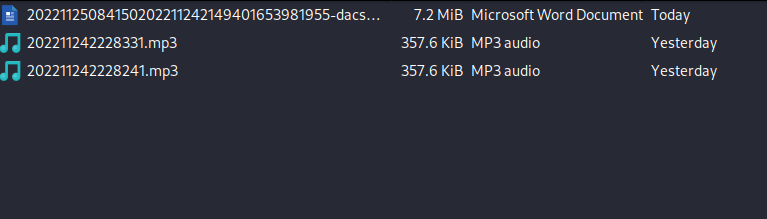 20221125084150202211242149401653981955-dacs... 7.2 MiB Microsoft Word Document Today
202211242228331.mp3 357.6 KiB MP3 audio Yesterday
202211242228241.mp3 357.6 KiB MP3 audio Yesterday